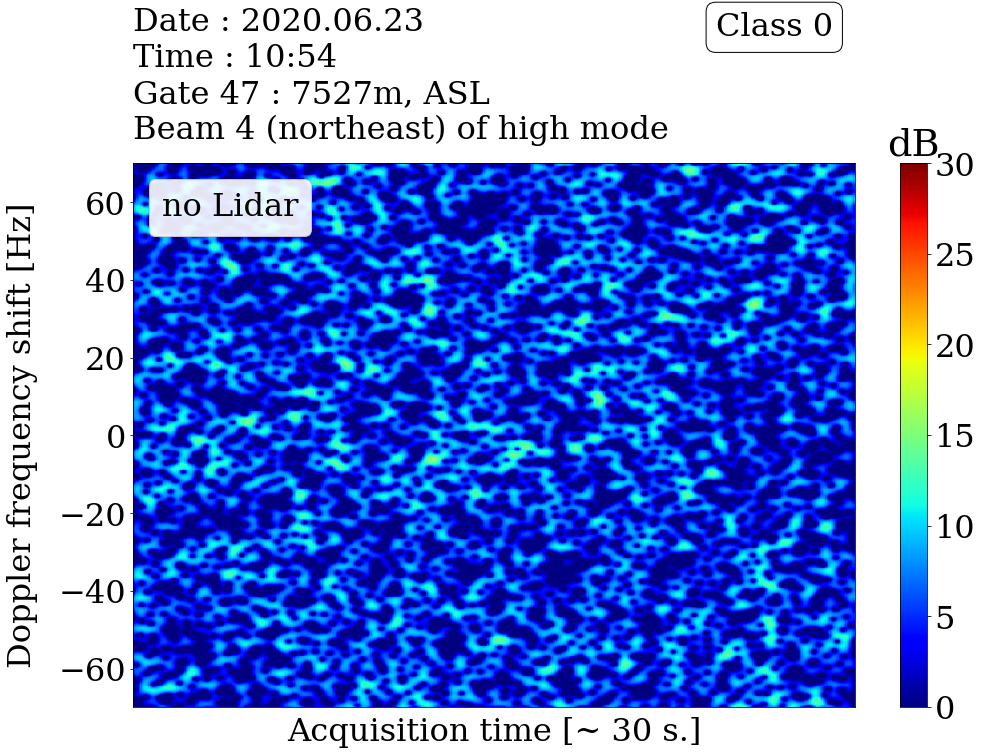 Date : 2020.06.23
Time : 10:54
Gate 47 : 7527m, ASL
Beam 4 (northeast) of high mode
Class 0
dB
no Lidar
Doppler frequency shift [Hz]
60
40
20
0
−20
−40
−60
Acquisition time [~ 30 s.]
30
25
20
15
10
5
0